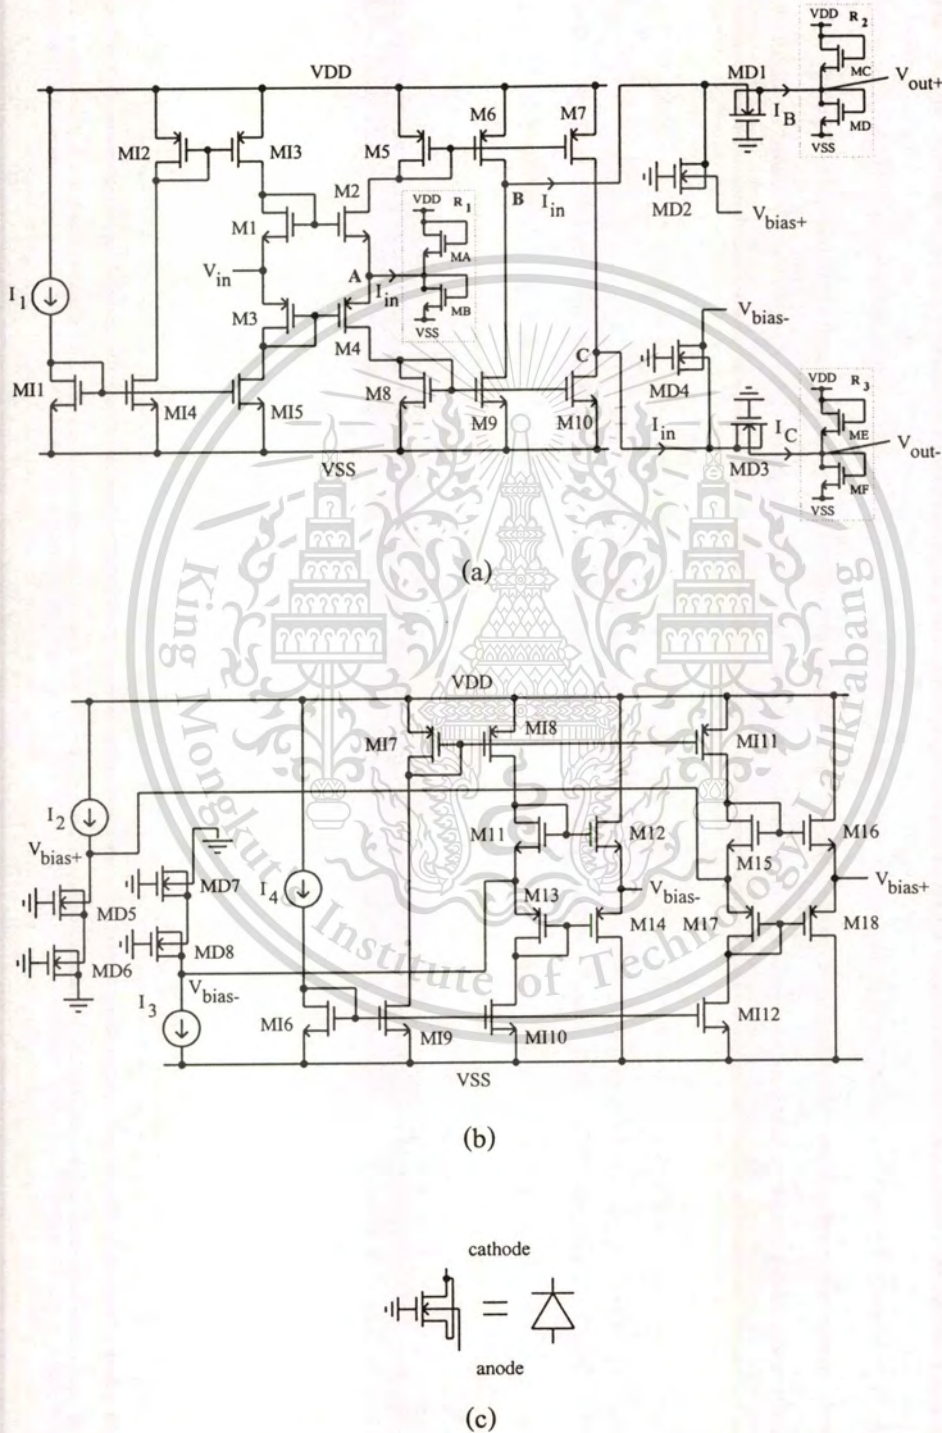 VDD R2
MC
Vout+
MD
VSS
MD1
IB
VDD
M6
M7
MI2
MI3
M5
M2
M1
VDD R1
MA
MB
VSS
B
Iin
MD2
Vbias+
Vin
A
Iin
I1
M3
M4
Vbias-
MD4
C
MI1
MI4
MI5
M8
M9
M10
Iin
MD3
IC
VDD R3
ME
Vout-
MF
VSS
VSS
(a)
King Mongkut's Institute of Technology Ladkrabang
VDD
MI7
MI8
MI11
I2
Vbias+
M11
M12
M15
M16
MD5
MD7
I4
M13
Vbias-
M14
M17
Vbias+
M18
MD6
MD8
I3
Vbias-
MI6
MI9
MI10
MI12
VSS
(b)
cathode
=
anode
(c)